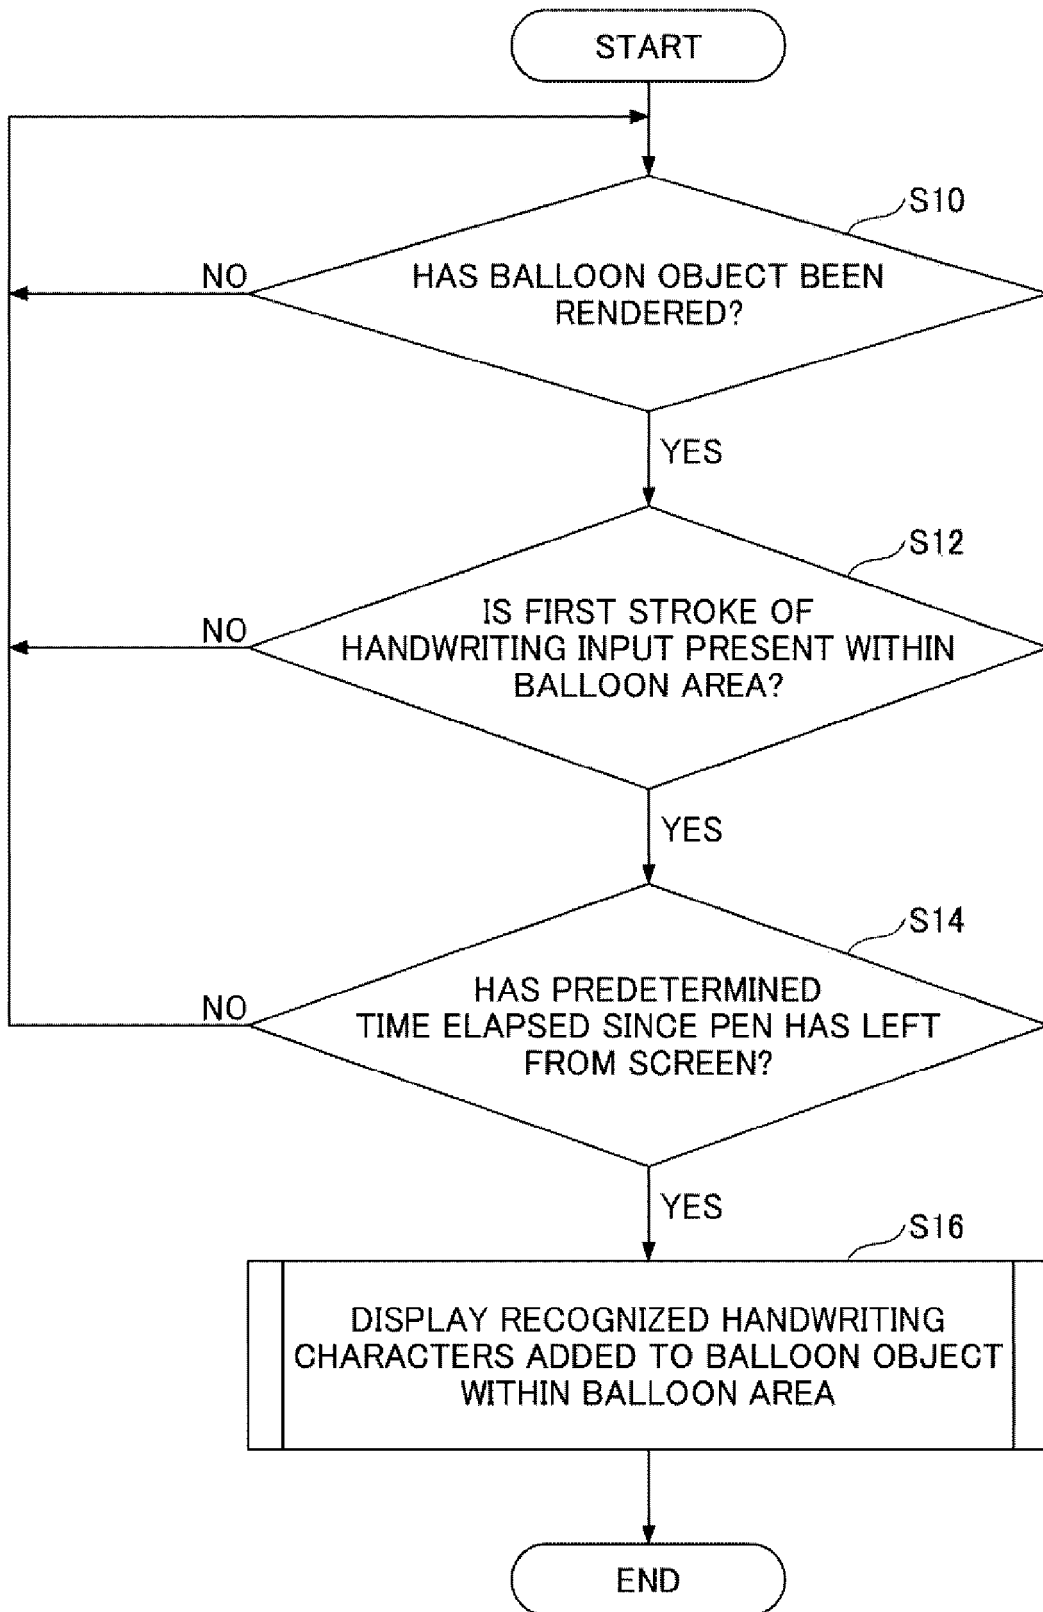 START
S10
HAS BALLOON OBJECT BEEN
RENDERED?
NO
YES
S12
IS FIRST STROKE OF
HANDWRITING INPUT PRESENT WITHIN
BALLOON AREA?
NO
YES
S14
HAS PREDETERMINED
TIME ELAPSED SINCE PEN HAS LEFT
FROM SCREEN?
NO
YES
S16
DISPLAY RECOGNIZED HANDWRITING
CHARACTERS ADDED TO BALLOON OBJECT
WITHIN BALLOON AREA
END